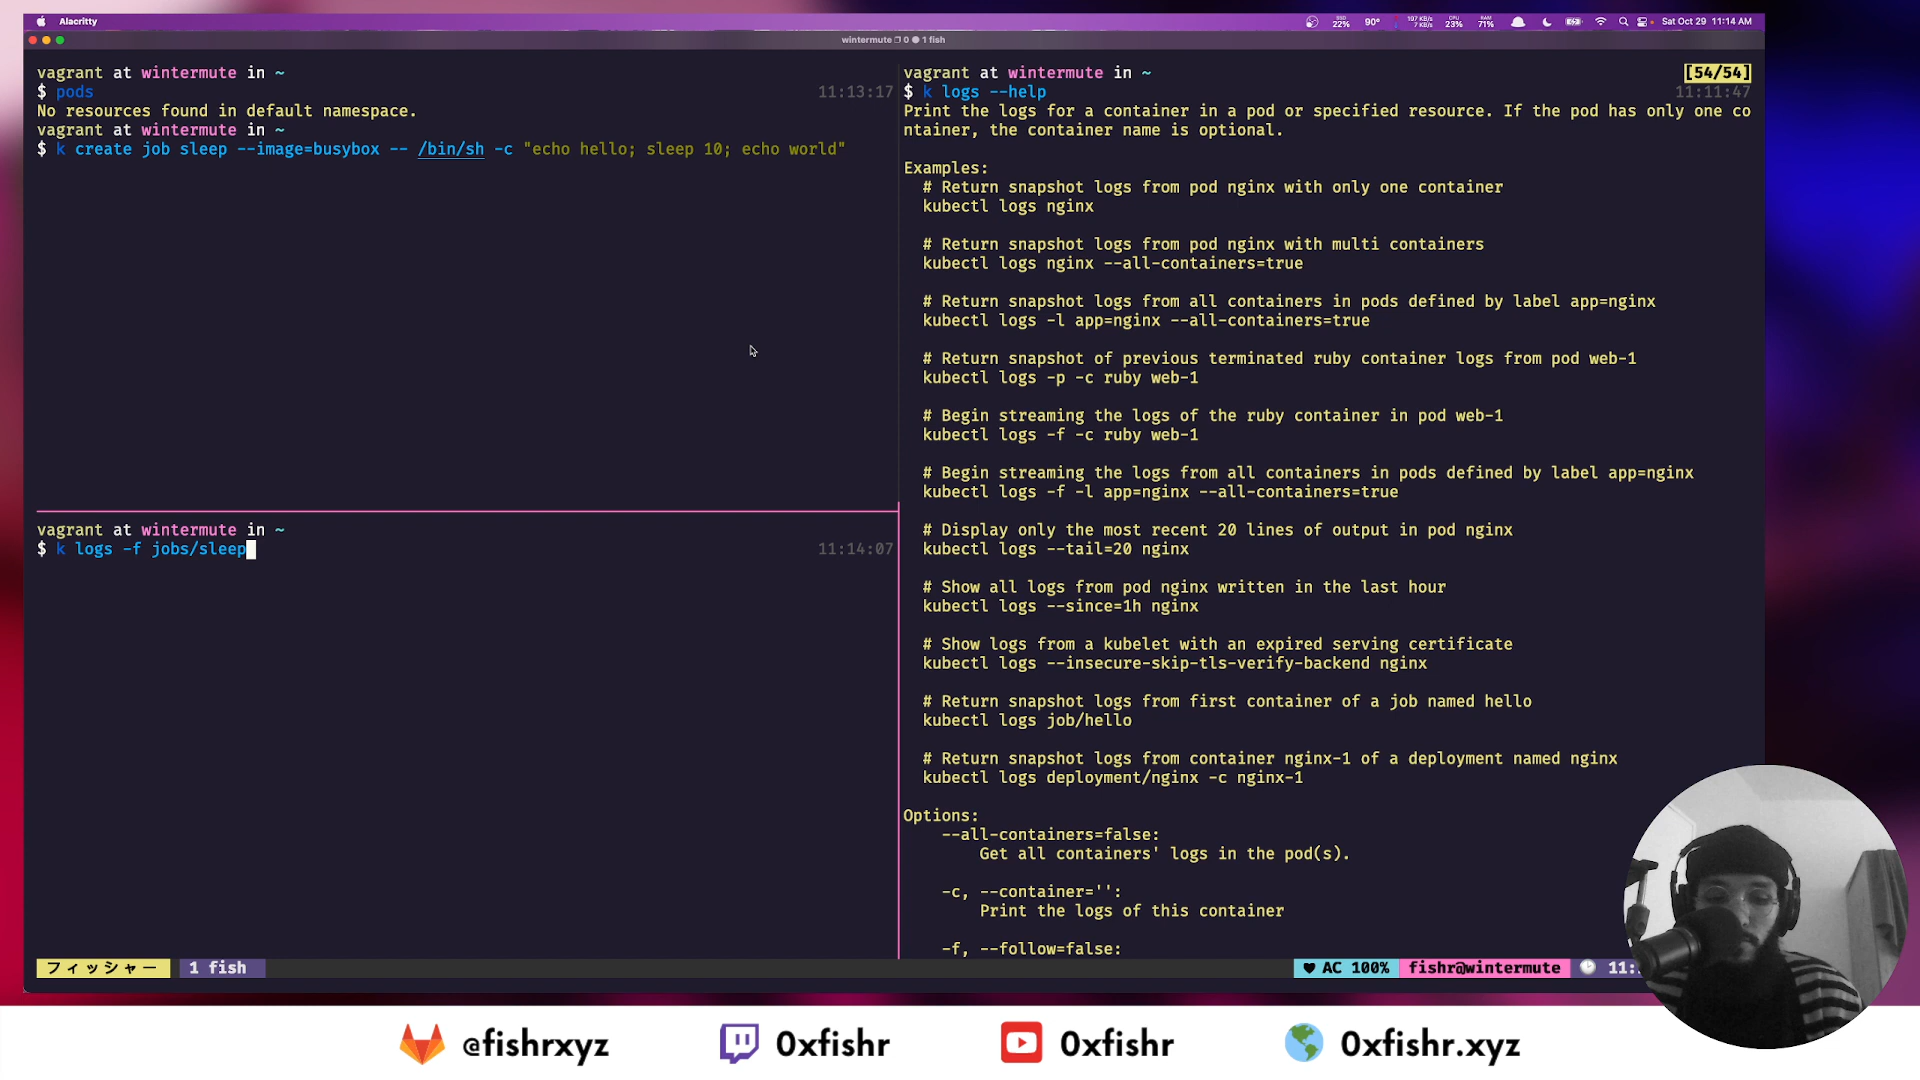 Alacritty
SSD 22% 90° 197 KB/s 7 KB/s CPU 23% RAM 71% Sat Oct 29 11:14 AM
wintermute 0 1 fish
vagrant at wintermute in ~
$ pods 11:13:17
No resources found in default namespace.
vagrant at wintermute in ~
$ k create job sleep --image=busybox -- /bin/sh -c "echo hello; sleep 10; echo world"
vagrant at wintermute in ~
$ k logs -f jobs/sleep 11:14:07
vagrant at wintermute in ~ [54/54]
$ k logs --help 11:11:47
Print the logs for a container in a pod or specified resource. If the pod has only one co
ntainer, the container name is optional.
Examples:
# Return snapshot logs from pod nginx with only one container
kubectl logs nginx
# Return snapshot logs from pod nginx with multi containers
kubectl logs nginx --all-containers=true
# Return snapshot logs from all containers in pods defined by label app=nginx
kubectl logs -l app=nginx --all-containers=true
# Return snapshot of previous terminated ruby container logs from pod web-1
kubectl logs -p -c ruby web-1
# Begin streaming the logs of the ruby container in pod web-1
kubectl logs -f -c ruby web-1
# Begin streaming the logs from all containers in pods defined by label app=nginx
kubectl logs -f -l app=nginx --all-containers=true
# Display only the most recent 20 lines of output in pod nginx
kubectl logs --tail=20 nginx
# Show all logs from pod nginx written in the last hour
kubectl logs --since=1h nginx
# Show logs from a kubelet with an expired serving certificate
kubectl logs --insecure-skip-tls-verify-backend nginx
# Return snapshot logs from first container of a job named hello
kubectl logs job/hello
# Return snapshot logs from container nginx-1 of a deployment named nginx
kubectl logs deployment/nginx -c nginx-1
Options:
--all-containers=false:
Get all containers' logs in the pod(s).
-c, --container='':
Print the logs of this container
-f, --follow=false:
フィッシャー 1 fish ♥ AC 100% fishr@wintermute 11:
@fishrxyz 0xfishr 0xfishr 0xfishr.xyz